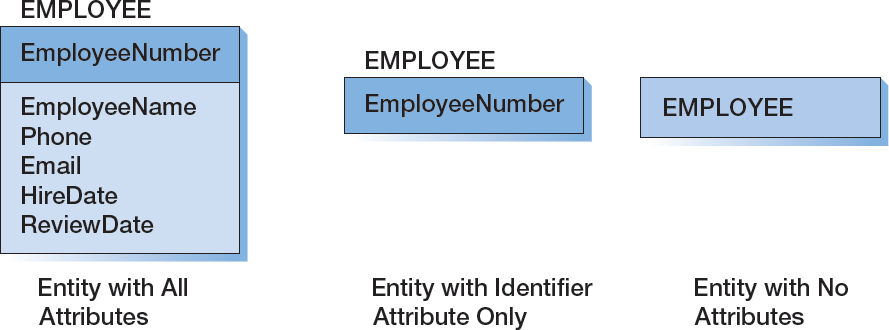 EMPLOYEE
EmployeeNumber
EmployeeName
Phone
Email
HireDate
ReviewDate
Entity with All
Attributes
EMPLOYEE
EmployeeNumber
Entity with Identifier
Attribute Only
EMPLOYEE
Entity with No
Attributes